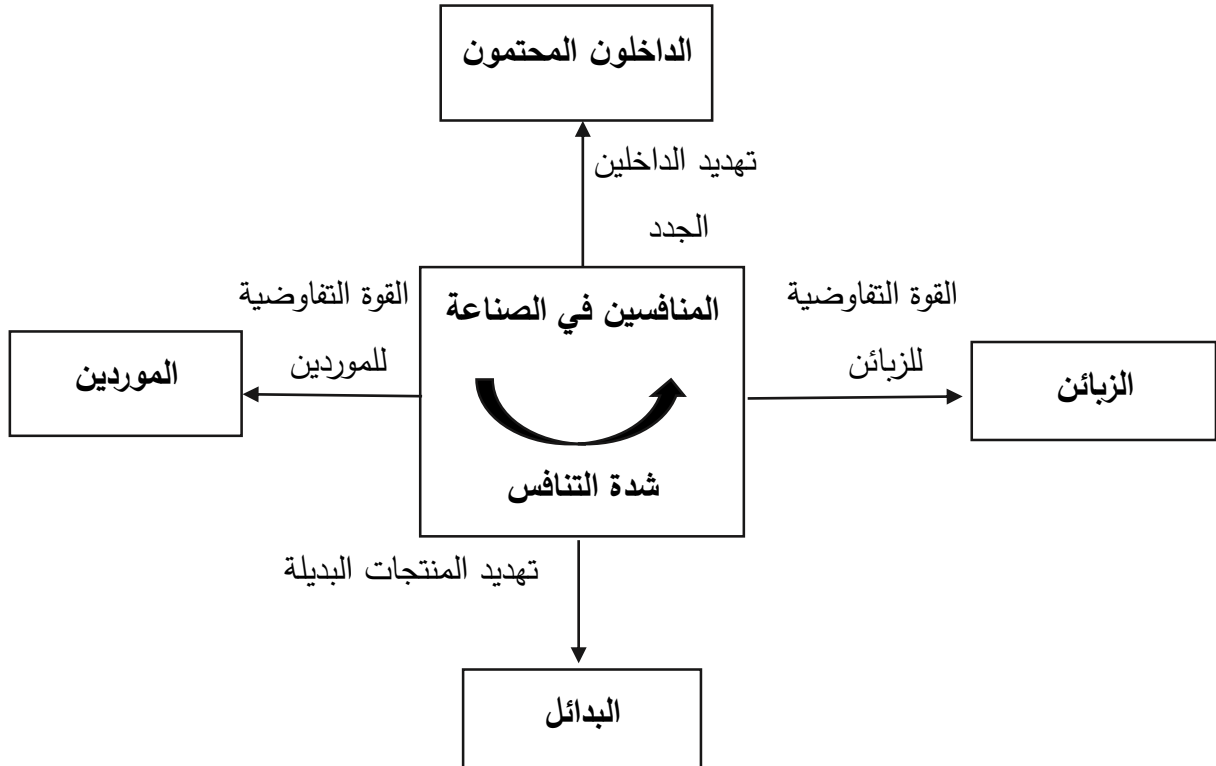 الداخلون المحتمون
تهديد الداخلين
الجدد
القوة التفاوضية
للزبائن
الزبائن
المنافسين في الصناعة
شدة التنافس
القوة التفاوضية
للموردين
الموردين
تهديد المنتجات البديلة
البدائل